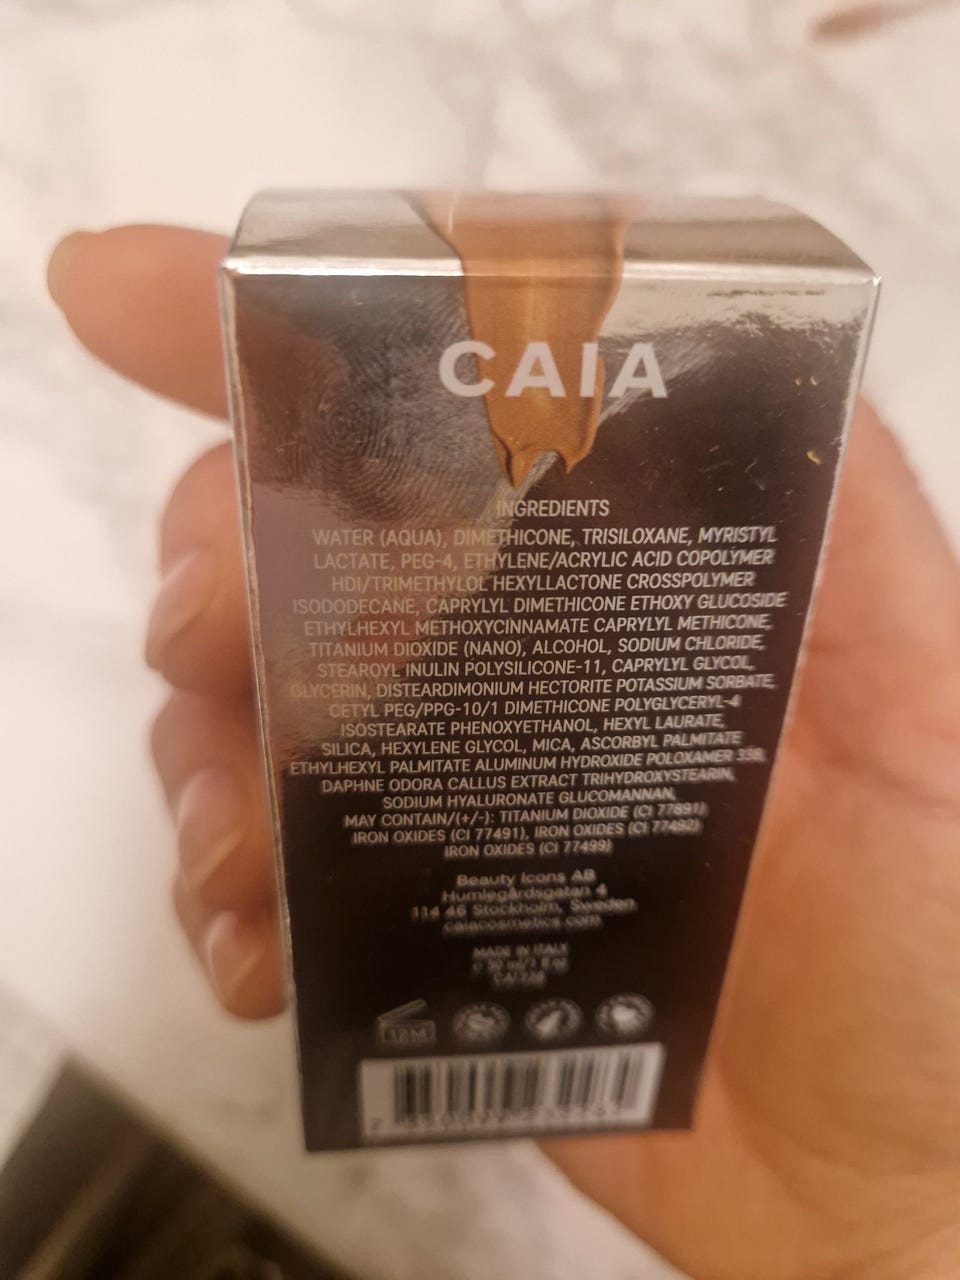 CAIA
INGREDIENTS
WATER (AQUA), DIMETHICONE, TRISILOXANE, MYRISTYL
LACTATE, PEG-4, ETHYLENE/ACRYLIC ACID COPOLYMER
HDI/TRIMETHYLOL HEXYLLACTONE CROSSPOLYMER
ISODODECANE, CAPRYLYL DIMETHICONE ETHOXY GLUCOSIDE
ETHYLHEXYL METHOXYCINNAMATE CAPRYLYL METHICONE,
TITANIUM DIOXIDE (NANO), ALCOHOL, SODIUM CHLORIDE,
STEAROYL INULIN POLYSILICONE-11, CAPRYLYL GLYCOL,
GLYCERIN, DISTEARDIMONIUM HECTORITE POTASSIUM SORBATE,
CETYL PEG/PPG-10/1 DIMETHICONE POLYGLYCERYL-4
ISOSTEARATE PHENOXYETHANOL, HEXYL LAURATE,
SILICA, HEXYLENE GLYCOL, MICA, ASCORBYL PALMITATE
ETHYLHEXYL PALMITATE ALUMINUM HYDROXIDE POLOXAMER 338,
DAPHNE ODORA CALLUS EXTRACT TRIHYDROXYSTEARIN,
SODIUM HYALURONATE GLUCOMANNAN,
MAY CONTAIN/(+/-): TITANIUM DIOXIDE (CI 77891)
IRON OXIDES (CI 77491), IRON OXIDES (CI 77492)
IRON OXIDES (CI 77499)
Beauty Icons AB
Humlegårdsgatan 4
114 46 Stockholm, Sweden
caiacosmetics.com
MADE IN ITALY
12M